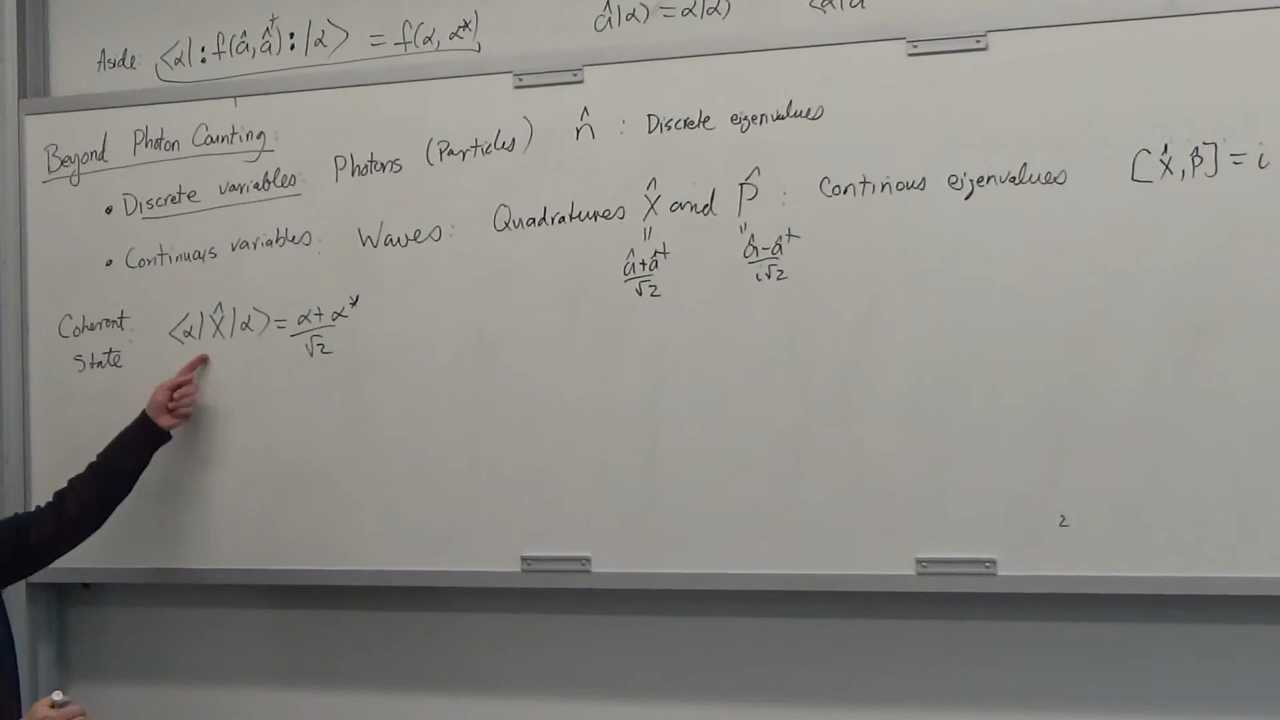 Aside ⟨α|:f(â,â†):|α⟩ = f(α, α*) â|α⟩ = α|α⟩ ⟨α|a
Beyond Photon Counting:
• Discrete variables: Photons (Particles) n̂ : Discrete eigenvalues
• Continuous variables: Waves: Quadratures X̂ and P̂ : Continous eigenvalues [X̂, P̂] = i
" "
â+â†/√2 â-â†/i√2
Coherent State ⟨α|X̂|α⟩ = α+α*/√2
2